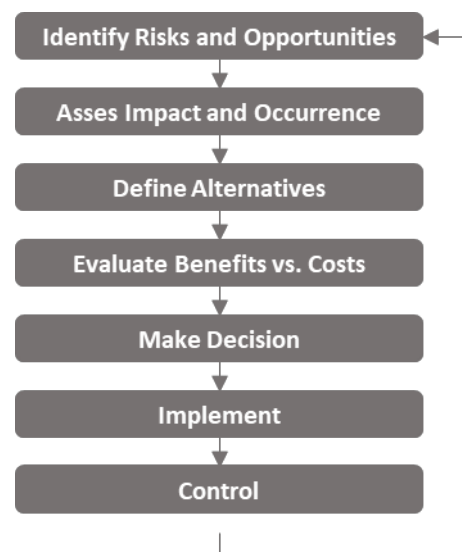 Identify Risks and Opportunities
Asses Impact and Occurrence
Define Alternatives
Evaluate Benefits vs. Costs
Make Decision
Implement
Control